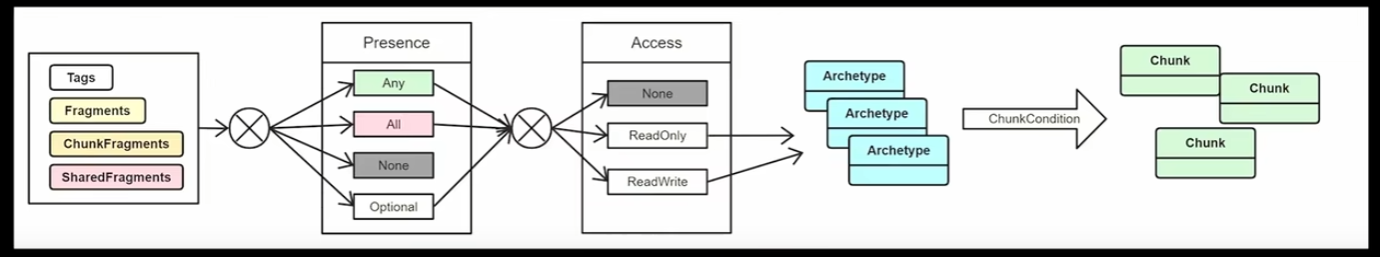 Tags
Fragments
ChunkFragments
SharedFragments
Presence
Any
All
None
Optional
Access
None
ReadOnly
ReadWrite
Archetype
Archetype
Archetype
ChunkCondition
Chunk
Chunk
Chunk